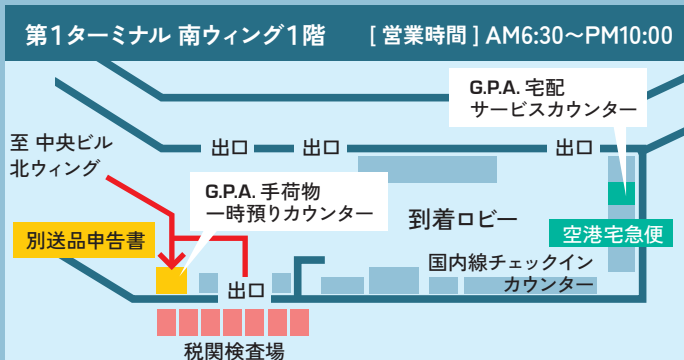 第1ターミナル 南ウィング1階 [ 営業時間 ] AM6:30～PM10:00
G.P.A. 宅配
サービスカウンター
至 中央ビル
北ウィング
出口
出口
出口
G.P.A. 手荷物
一時預りカウンター
到着ロビー
別送品申告書
空港宅急便
国内線チェックイン
カウンター
出口
税関検査場